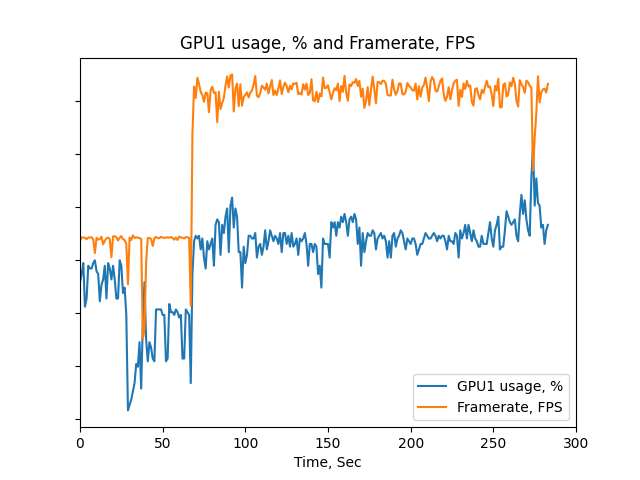 GPU1 usage, % and Framerate, FPS
GPU1 usage, %
Framerate, FPS
0 50 100 150 200 250 300
Time, Sec